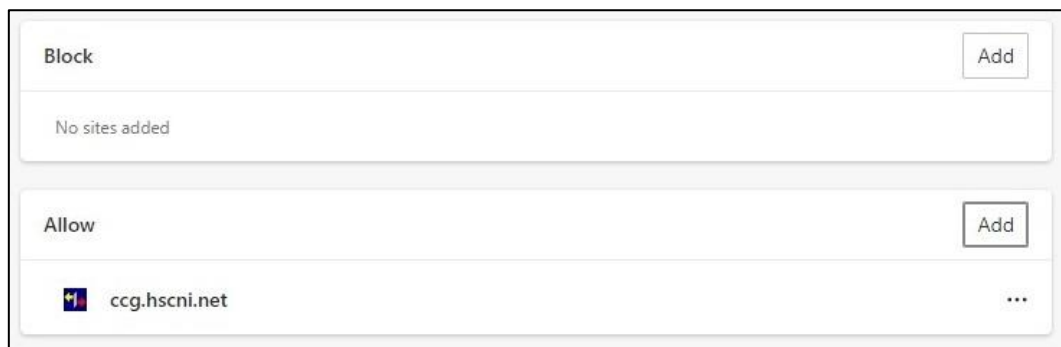 Block Add
No sites added
Allow Add
ccg.hscni.net